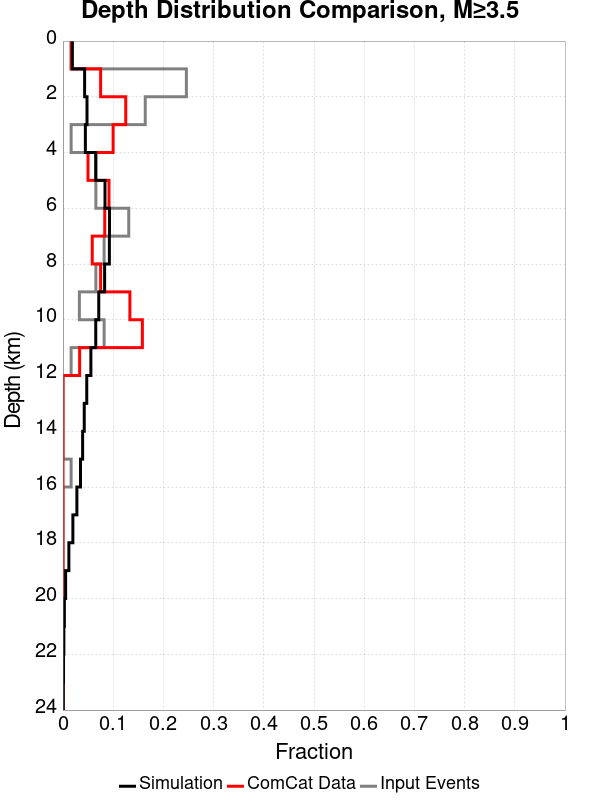 Depth Distribution Comparison, M≥3.5
0
2
4
6
8
10
12
14
16
18
20
22
24
Depth (km)
0 0.1 0.2 0.3 0.4 0.5 0.6 0.7 0.8 0.9 1
Fraction
Simulation ComCat Data Input Events